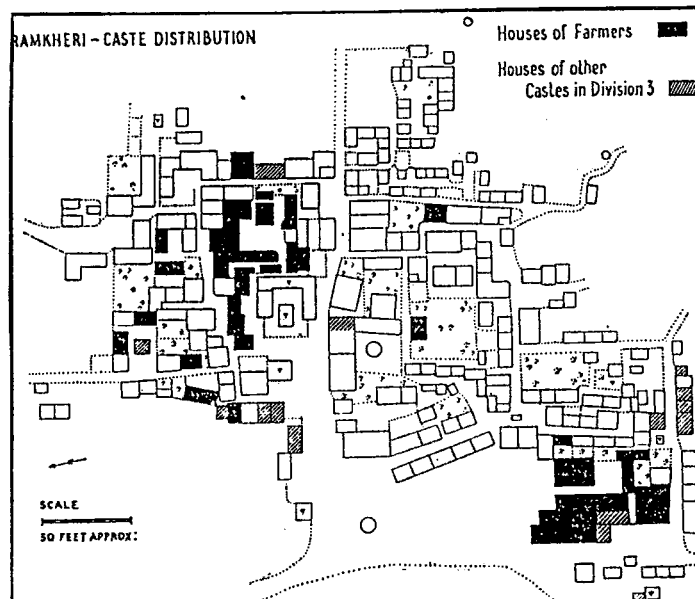 RAMKHERI – CASTE DISTRIBUTION
Houses of Farmers
Houses of other
Castes in Division 3
SCALE
50 FEET APPROX: